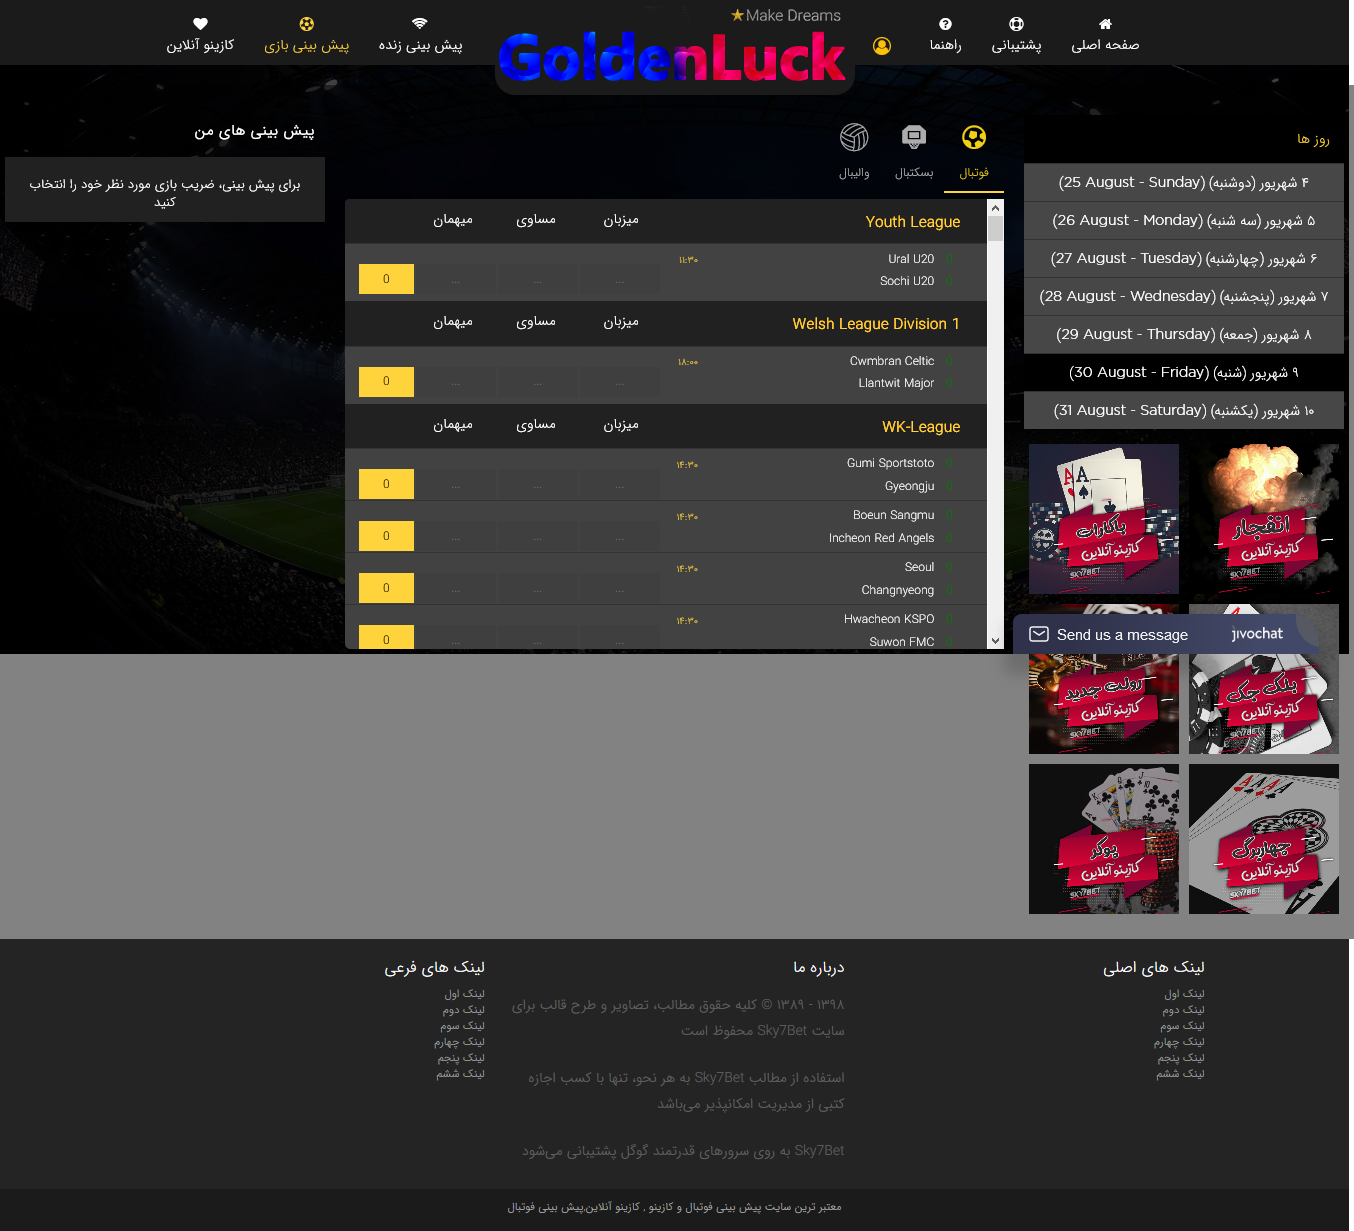 صفحه اصلی
پشتیبانی
راهنما
★Make Dreams
GoldenLuck
پیش بینی زنده
پیش بینی بازی
کازینو آنلاین
روز ها
۴ شهریور (دوشنبه) (25 August - Sunday)
۵ شهریور (سه شنبه) (26 August - Monday)
۶ شهریور (چهارشنبه) (27 August - Tuesday)
۷ شهریور (پنجشنبه) (28 August - Wednesday)
۸ شهریور (جمعه) (29 August - Thursday)
۹ شهریور (شنبه) (30 August - Friday)
۱۰ شهریور (یکشنبه) (31 August - Saturday)
انفجار
کازینو آنلاین
SKY7BET
باکارات
کازینو آنلاین
SKY7BET
بلک جک
کازینو آنلاین
SKY7BET
رولت جدید
کازینو آنلاین
SKY7BET
چهاربرگ
کازینو آنلاین
SKY7BET
پوکر
کازینو آنلاین
SKY7BET
Send us a message
jivochat
فوتبال
بسکتبال
والیبال
Youth League میزبان مساوی میهمان
0 Ural U20 ۱۱:۳۰
0 Sochi U20 ... ... ... 0
Welsh League Division 1 میزبان مساوی میهمان
0 Cwmbran Celtic ۱۸:۰۰
0 Llantwit Major ... ... ... 0
WK-League میزبان مساوی میهمان
0 Gumi Sportstoto ۱۴:۳۰
0 Gyeongju ... ... ... 0
0 Boeun Sangmu ۱۴:۳۰
0 Incheon Red Angels ... ... ... 0
0 Seoul ۱۴:۳۰
0 Changnyeong ... ... ... 0
0 Hwacheon KSPO ۱۴:۳۰
0 Suwon FMC ... ... ... 0
پیش بینی های من
برای پیش بینی، ضریب بازی مورد نظر خود را انتخاب
کنید
لینک های اصلی
لینک اول
لینک دوم
لینک سوم
لینک چهارم
لینک پنجم
لینک ششم
درباره ما
۱۳۹۸ - ۱۳۸۹ © کلیه حقوق مطالب، تصاویر و طرح قالب برای
سایت Sky7Bet محفوظ است
استفاده از مطالب Sky7Bet به هر نحو، تنها با کسب اجازه
کتبی از مدیریت امکانپذیر می‌باشد
Sky7Bet به روی سرورهای قدرتمند گوگل پشتیبانی می‌شود
لینک های فرعی
لینک اول
لینک دوم
لینک سوم
لینک چهارم
لینک پنجم
لینک ششم
معتبر ترین سایت پیش بینی فوتبال و کازینو , کازینو آنلاین,پیش بینی فوتبال